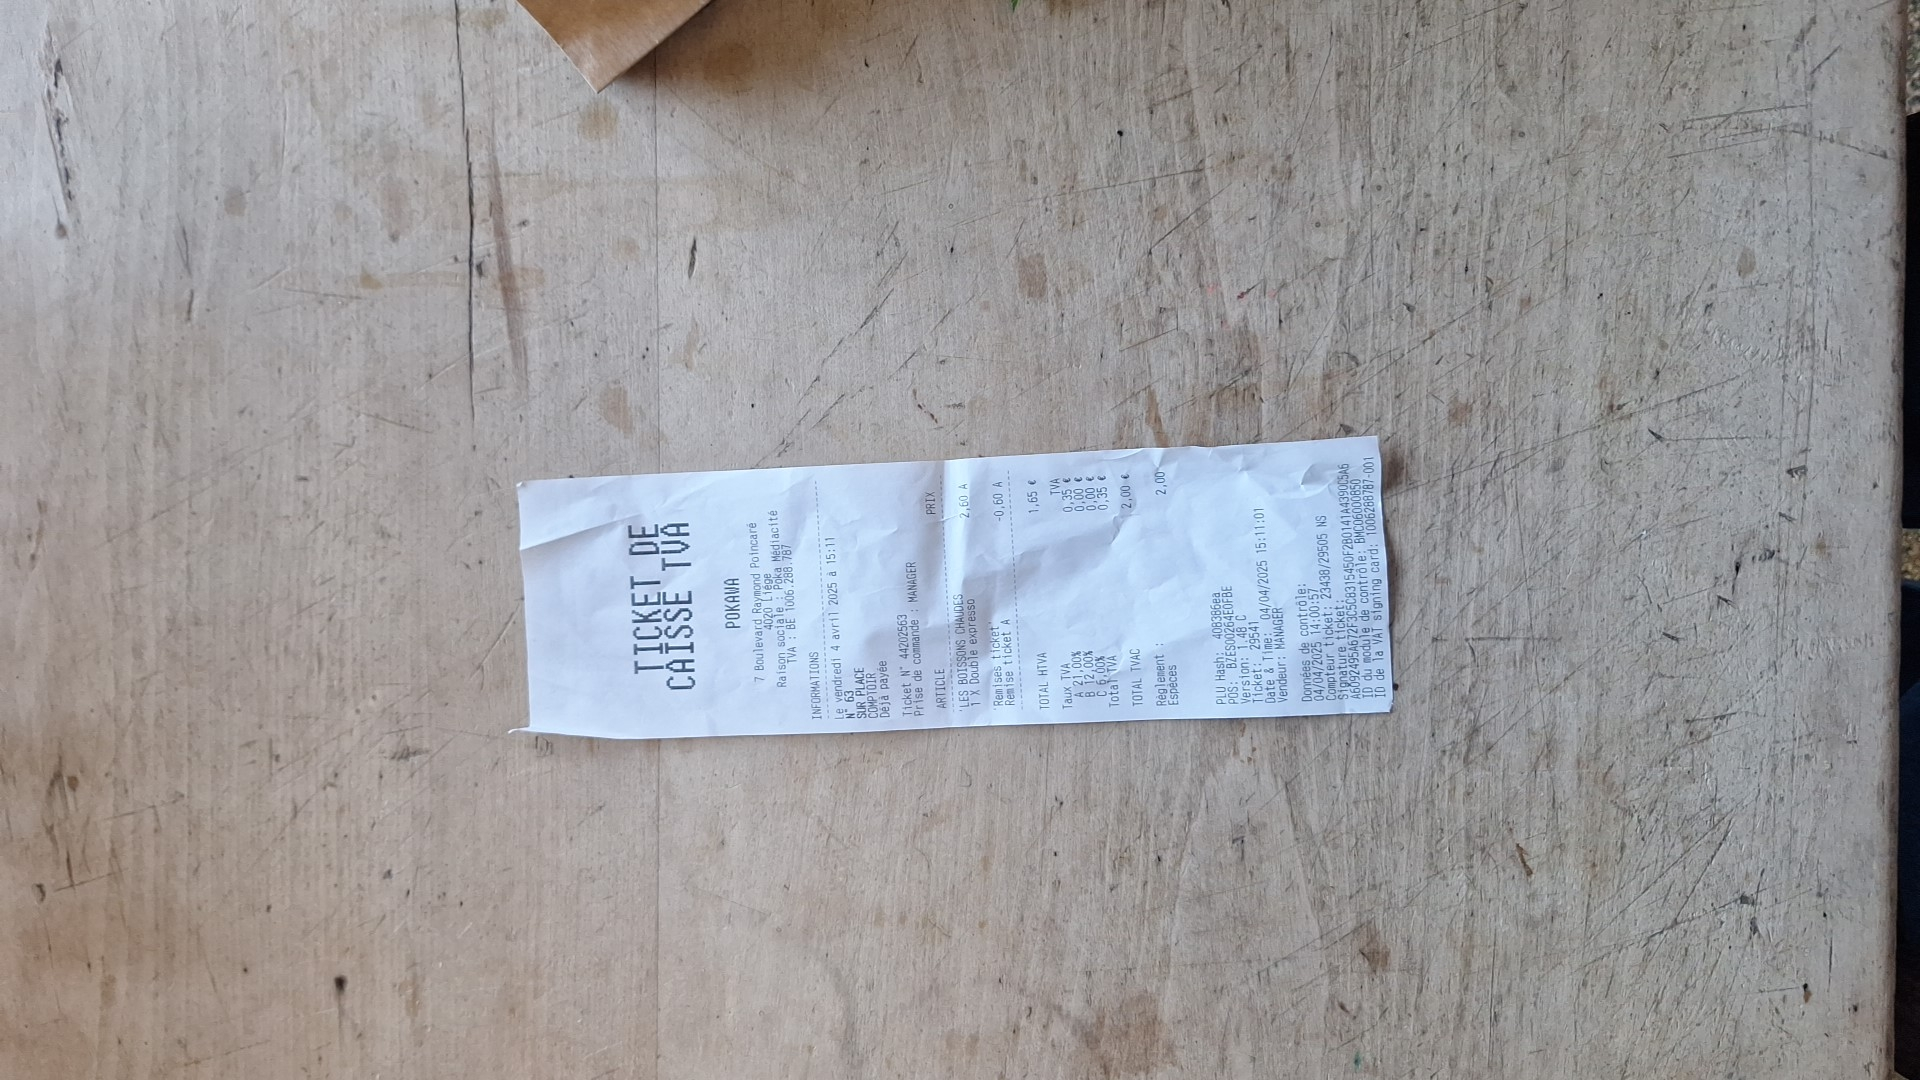 TICKET DE
CAISSE TVA
POKAWA
7 Boulevard Raymond Poincaré
4020 Liège
Raison sociale : Poka Médiacité
TVA : BE 1006.288.787
INFORMATIONS
Le vendredi 4 avril 2025 à 15:11
N° 63
SUR PLACE
COMPTOIR
Déjà payée
Ticket N° 44202563
Prise de commande : MANAGER
ARTICLE PRIX
*LES BOISSONS CHAUDES
1 X Double expresso 2,60 A
*Remises ticket*
Remise ticket A -0,60 A
TOTAL HTVA 1,65 €
Taux TVA TVA
A 21,00% 0,35 €
B 12,00% 0,00 €
C 6,00% 0,00 €
Total TVA 0,35 €
TOTAL TVAC 2,00 €
Règlement :
Espèces 2,00
PLU Hash: 408386ea
POS: BZES00264E0FBE
Version: 1.48 C
Ticket: 29541
Date & Time: 04/04/2025 15:11:01
Vendeur: MANAGER
Données de contrôle:
04/04/2025 14:00:57
Compteur ticket: 23438/29505 NS
Signature ticket:
ID du module de contrôle: BMC06000850
ID de la VAT signing card: 1006288787-001